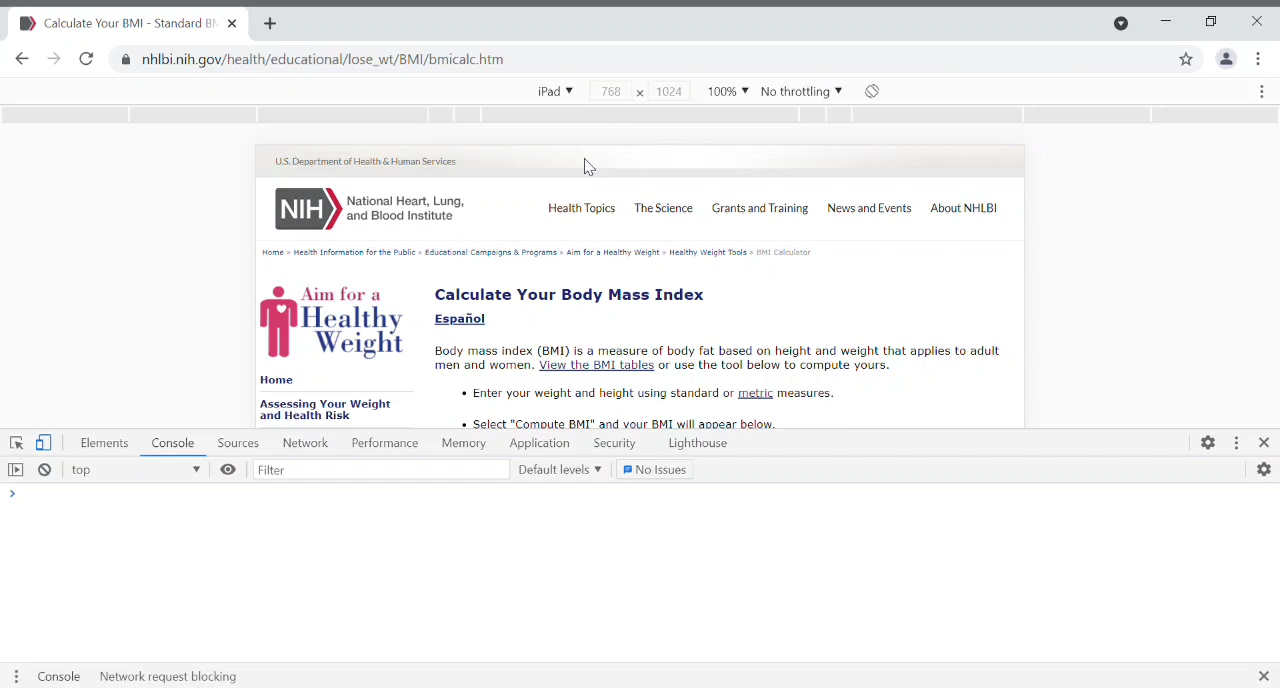 Calculate Your BMI - Standard BM
nhlbi.nih.gov/health/educational/lose_wt/BMI/bmicalc.htm
iPad 768 x 1024 100% No throttling
U.S. Department of Health & Human Services
NIH National Heart, Lung,
and Blood Institute
Health Topics The Science Grants and Training News and Events About NHLBI
Home » Health Information for the Public » Educational Campaigns & Programs » Aim for a Healthy Weight » Healthy Weight Tools » BMI Calculator
Aim for a
Healthy
Weight
Home
Assessing Your Weight
and Health Risk
Calculate Your Body Mass Index
Español
Body mass index (BMI) is a measure of body fat based on height and weight that applies to adult
men and women. View the BMI tables or use the tool below to compute yours.
• Enter your weight and height using standard or metric measures.
• Select "Compute BMI" and your BMI will appear below.
Elements Console Sources Network Performance Memory Application Security Lighthouse
top Filter Default levels No Issues
Console Network request blocking